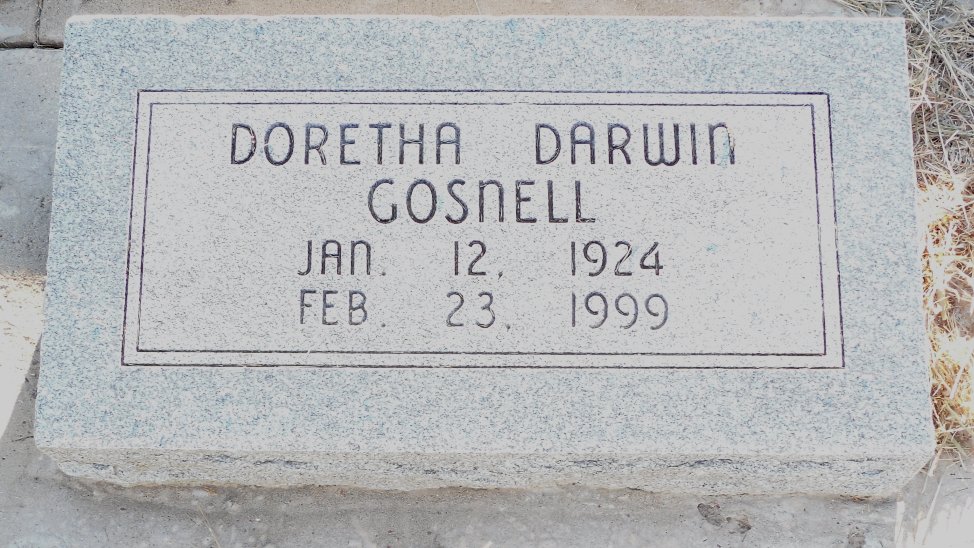 DORETHA DARWIN
GOSNELL
JAN. 12, 1924
FEB. 23, 1999